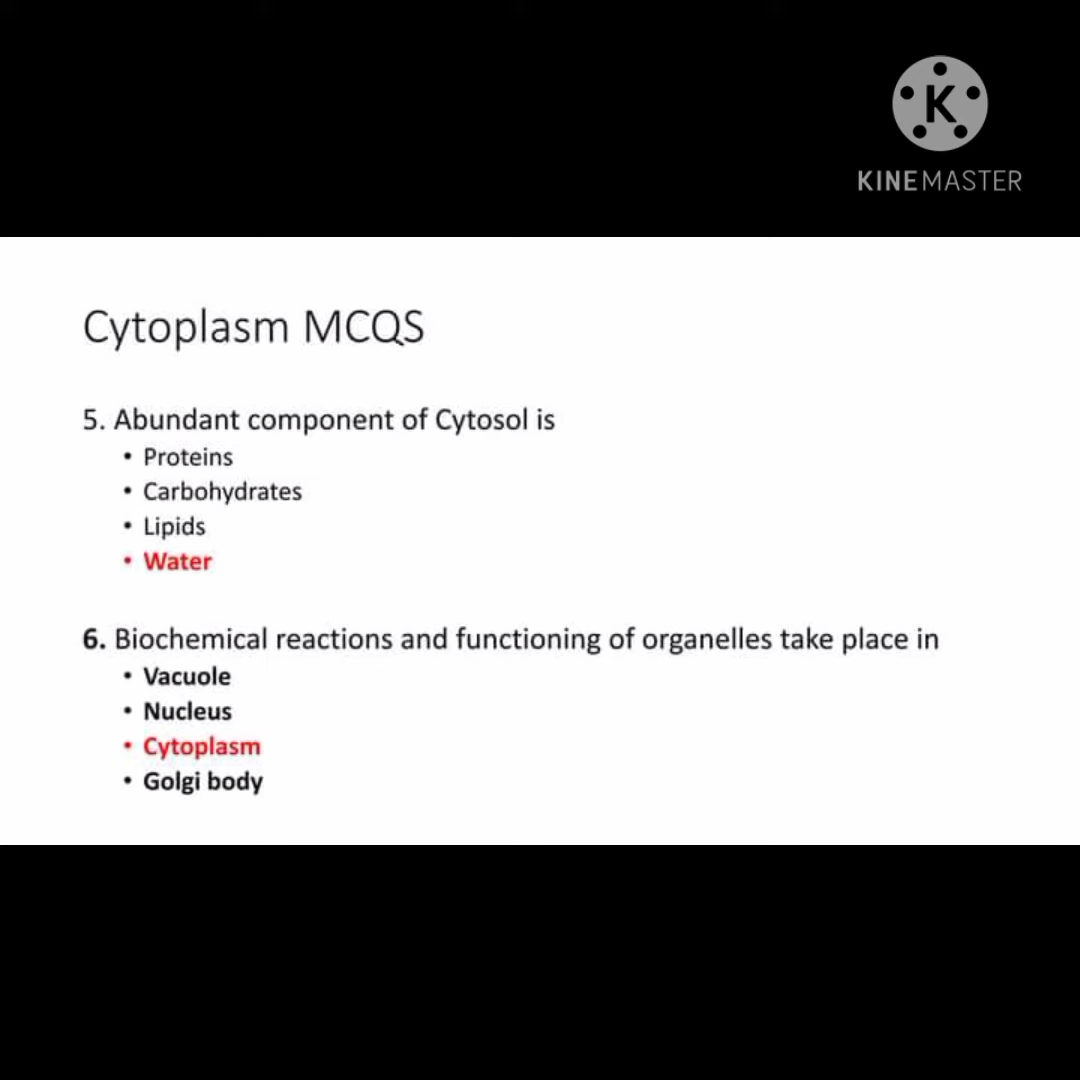 K
KINEMASTER
Cytoplasm MCQS
5. Abundant component of Cytosol is
• Proteins
• Carbohydrates
• Lipids
• Water
6. Biochemical reactions and functioning of organelles take place in
• Vacuole
• Nucleus
• Cytoplasm
• Golgi body